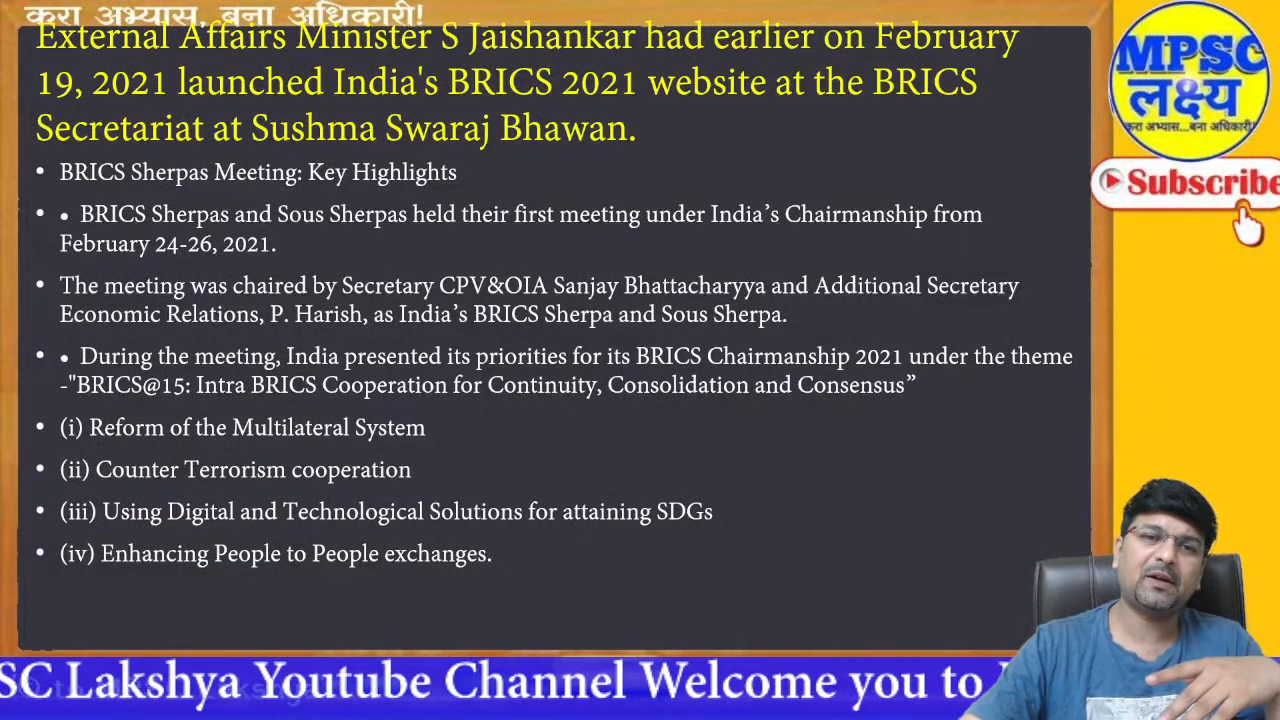 करा अभ्यास, बना अधिकारी!
External Affairs Minister S Jaishankar had earlier on February
19, 2021 launched India's BRICS 2021 website at the BRICS
Secretariat at Sushma Swaraj Bhawan.
• BRICS Sherpas Meeting: Key Highlights
• • BRICS Sherpas and Sous Sherpas held their first meeting under India’s Chairmanship from
February 24-26, 2021.
• The meeting was chaired by Secretary CPV&OIA Sanjay Bhattacharyya and Additional Secretary
Economic Relations, P. Harish, as India’s BRICS Sherpa and Sous Sherpa.
• • During the meeting, India presented its priorities for its BRICS Chairmanship 2021 under the theme
-"BRICS@15: Intra BRICS Cooperation for Continuity, Consolidation and Consensus”
• (i) Reform of the Multilateral System
• (ii) Counter Terrorism cooperation
• (iii) Using Digital and Technological Solutions for attaining SDGs
• (iv) Enhancing People to People exchanges.
MPSC
लक्ष्य
करा अभ्यास...बना अधिकारी!
Subscribe
SC Lakshya Youtube Channel Welcome you to